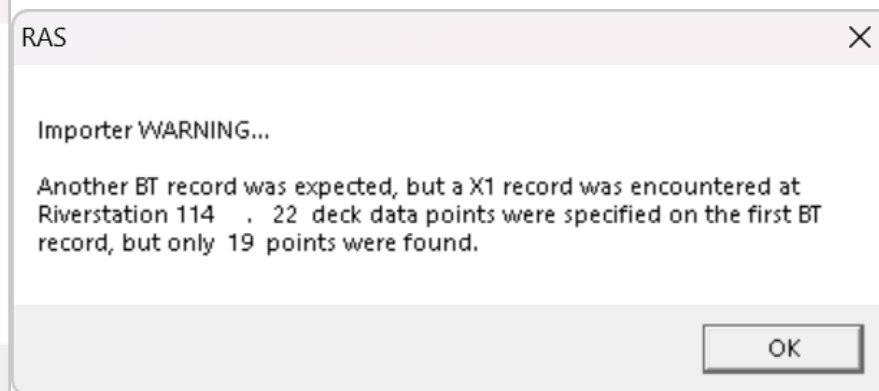 RAS
Importer WARNING...
Another BT record was expected, but a X1 record was encountered at
Riverstation 114    .  22  deck data points were specified on the first BT
record, but only  19  points were found.
OK